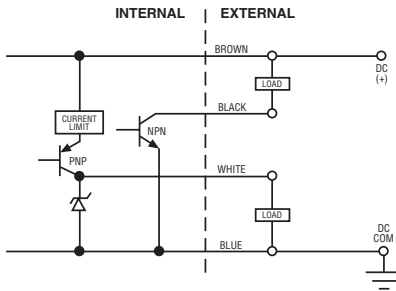 INTERNAL EXTERNAL
BROWN
DC
(+)
LOAD
CURRENT
LIMIT
BLACK
NPN
PNP
WHITE
LOAD
DC
COM
BLUE